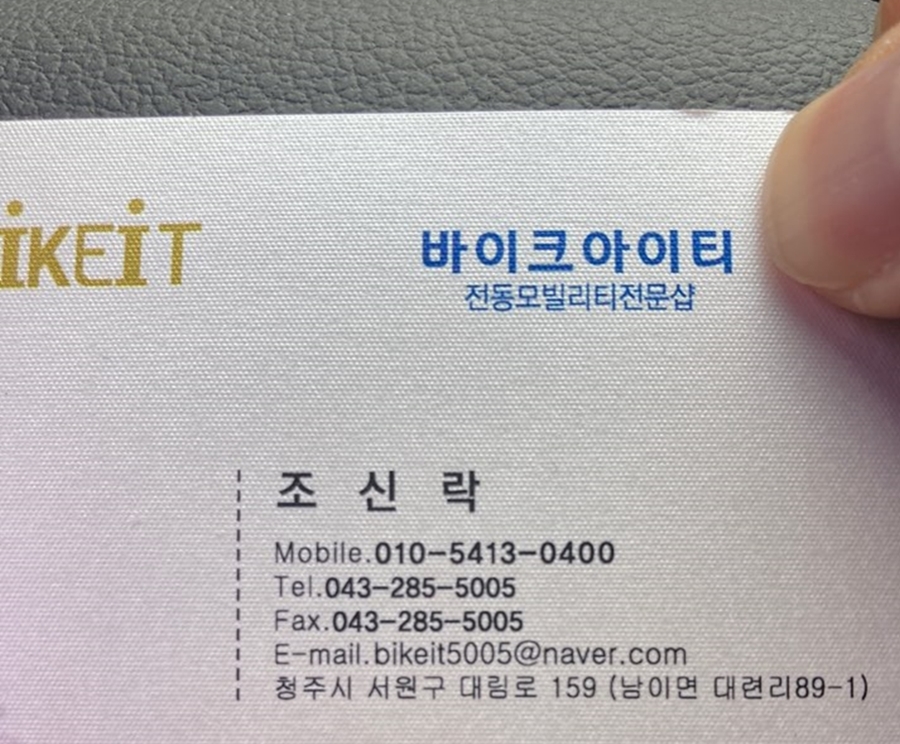 iKEiT
바이크아이티
전동모빌리티전문샵
조 신 락
Mobile.010-5413-0400
Tel.043-285-5005
Fax.043-285-5005
E-mail.bikeit5005@naver.com
청주시 서원구 대림로 159 (남이면 대련리89-1)